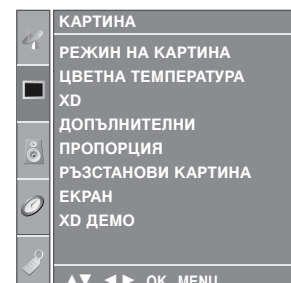 КАРТИНА
РЕЖИН НА КАРТИНА
ЦВЕТНА ТЕМПЕРАТУРА
XD
ДОПЪЛНИТЕЛНИ
ПРОПОРЦИЯ
РЪЗСТАНОВИ КАРТИНА
ЕКРАН
XD ДЕМО
▲▼ ◄► OK MENU